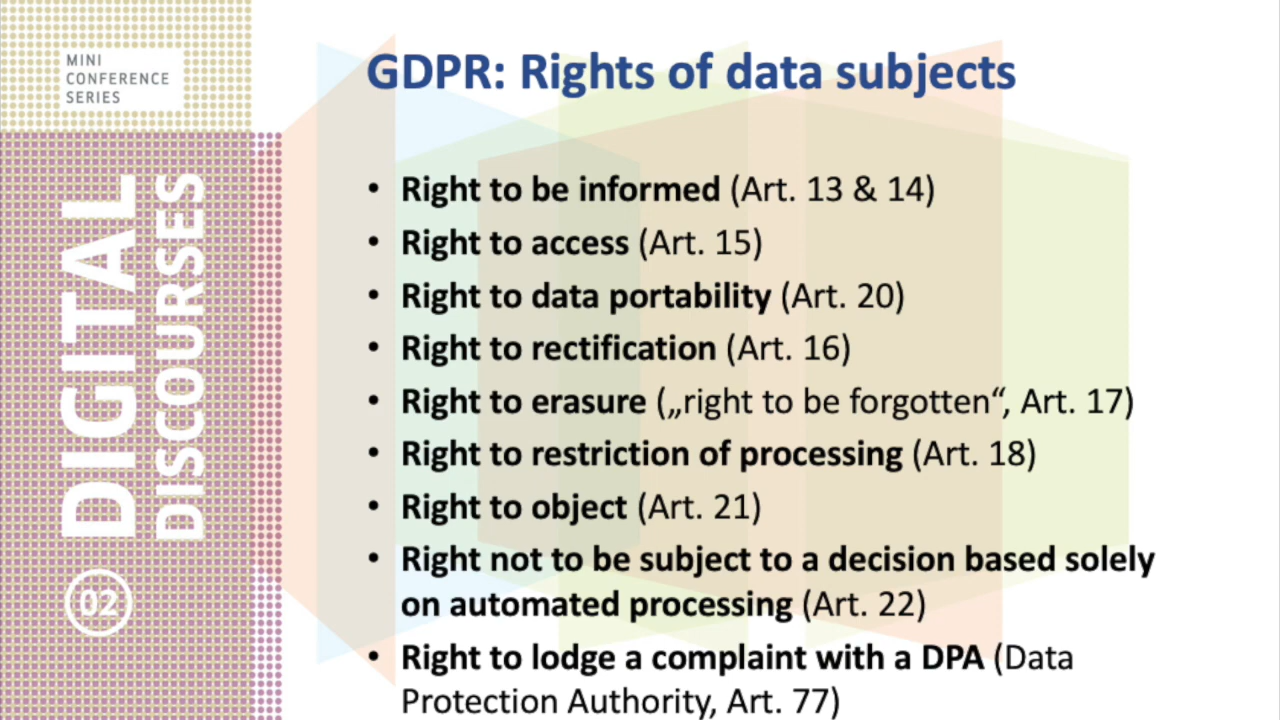 MINI
CONFERENCE
SERIES
DIGITAL
DISCOURSES
02
GDPR: Rights of data subjects
• Right to be informed (Art. 13 & 14)
• Right to access (Art. 15)
• Right to data portability (Art. 20)
• Right to rectification (Art. 16)
• Right to erasure („right to be forgotten“, Art. 17)
• Right to restriction of processing (Art. 18)
• Right to object (Art. 21)
• Right not to be subject to a decision based solely
on automated processing (Art. 22)
• Right to lodge a complaint with a DPA (Data
Protection Authority, Art. 77)